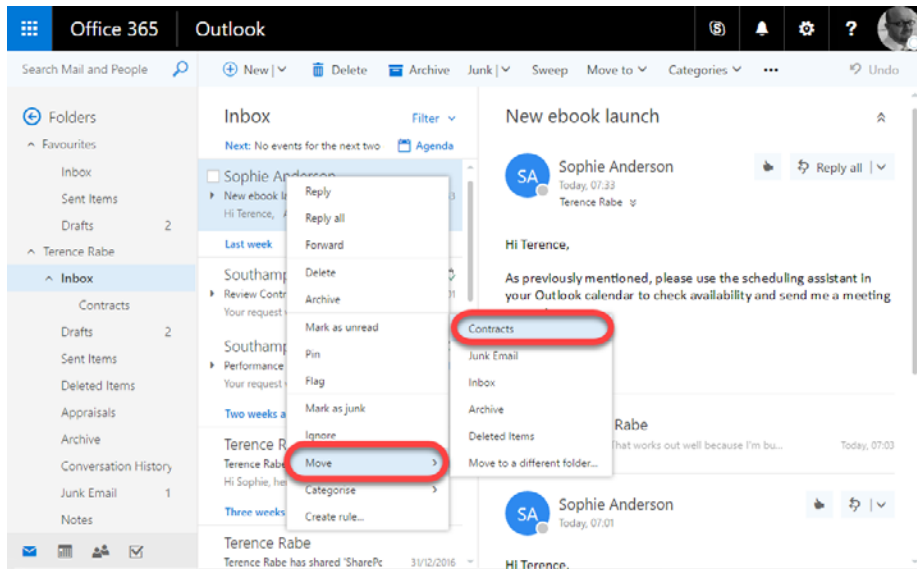 Office 365
Outlook
?
Search Mail and People
New
Delete
Archive
Junk
Sweep
Move to
Categories
Undo
Folders
Favourites
Inbox
Sent Items
Drafts 2
Terence Rabe
Inbox
Contracts
Drafts 2
Sent Items
Deleted Items
Appraisals
Archive
Conversation History
Junk Email 1
Notes
Inbox
Filter
Next: No events for the next two
Agenda
Sophie Anderson
New ebook
Hi Terence,
Last week
Review
Your request
Performance
Your request
Two weeks
Terence
Terence
Hi Sophie,
Three weeks
Terence Rabe
Terence Rabe has shared 31/12/2016
Reply
Reply all
Forward
Delete
Archive
Mark as unread
Pin
Flag
Mark as junk
Ignore
Move
Categorise
Create rule...
Contracts
Junk Email
Inbox
Archive
Deleted Items
Move to a different folder...
New ebook launch
SA
Sophie Anderson
Today, 07:33
Terence Rabe
Reply all
Hi Terence,
As previously mentioned, please use the scheduling assistant in
your Outlook calendar to check availability and send me a meeting
Rabe
That works out well because I'm bu...
Today, 07:03
SA
Sophie Anderson
Today, 07:01
Hi Terence,